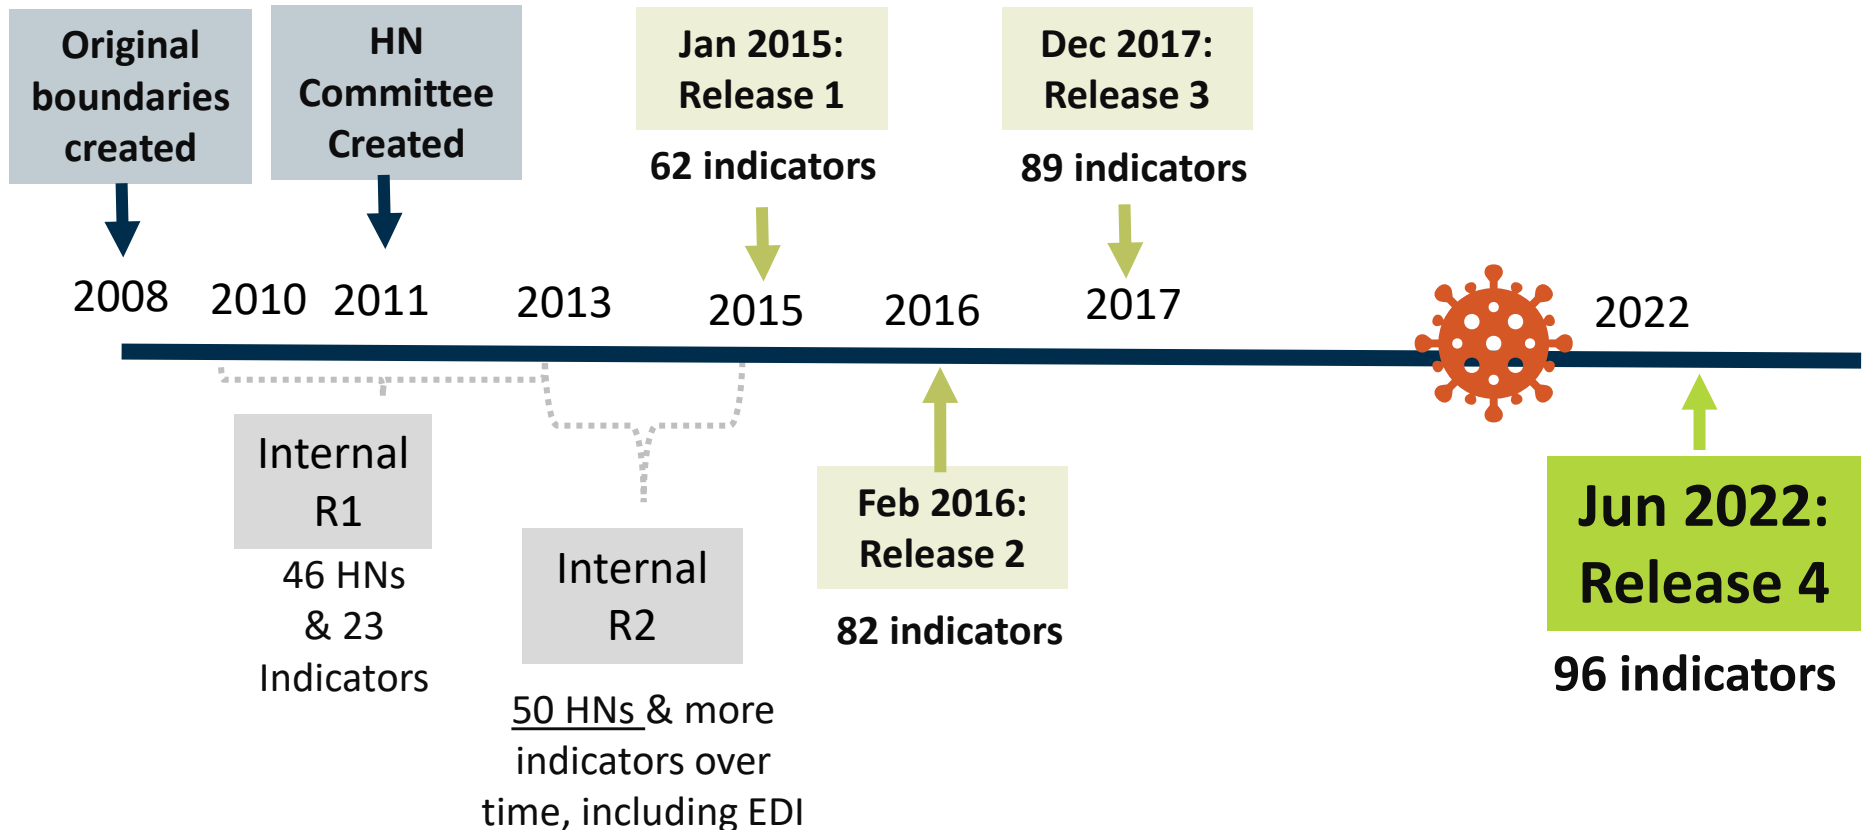 Original
boundaries
created
HN
Committee
Created
Jan 2015:
Release 1
62 indicators
Dec 2017:
Release 3
89 indicators
2008
2010
2011
2013
2015
2016
2017
2022
Internal
R1
46 HNs
& 23
Indicators
Internal
R2
50 HNs & more
indicators over
time, including EDI
Feb 2016:
Release 2
82 indicators
Jun 2022:
Release 4
96 indicators